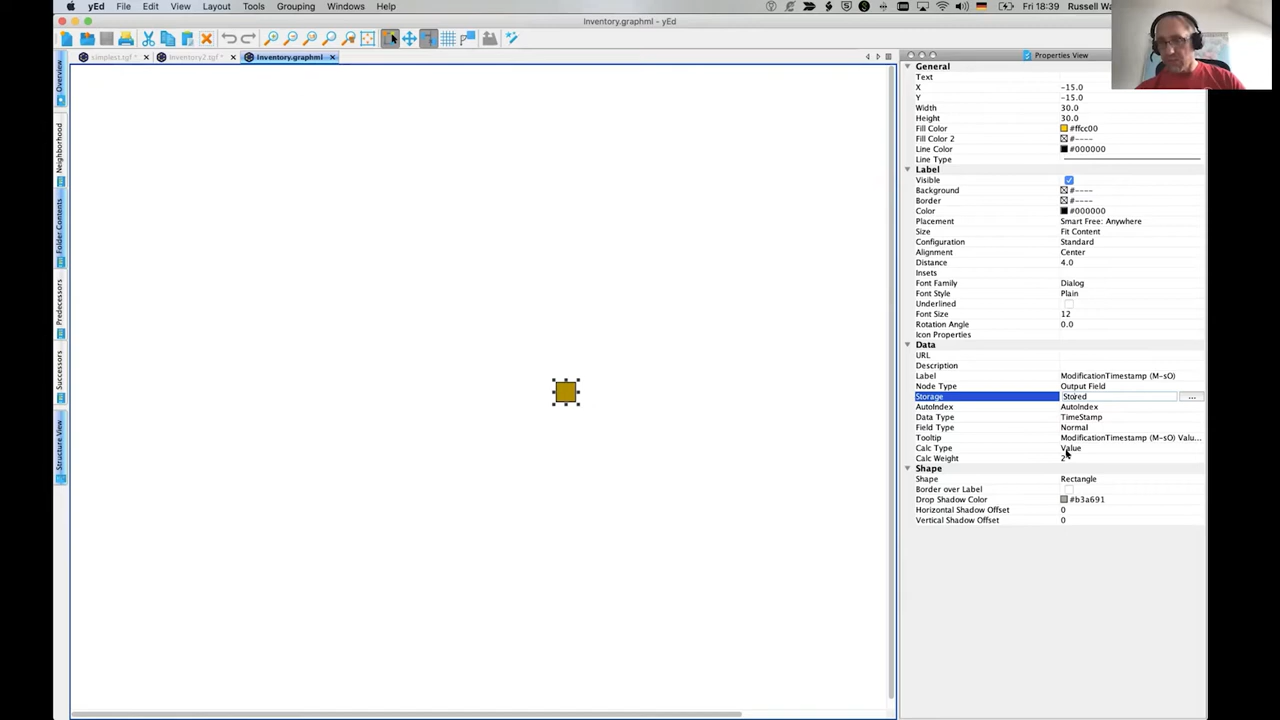 yEd File Edit View Layout Tools Grouping Windows Help Fri 18:39 Russell Wa
Inventory.graphml - yEd
simplest.tgf * Inventory2.tgf * Inventory.graphml
Overview
Neighborhood
Folder Contents
Predecessors
Successors
Structure View
Properties View
General
Text
X -15.0
Y -15.0
Width 30.0
Height 30.0
Fill Color #ffcc00
Fill Color 2 #----
Line Color #000000
Line Type
Label
Visible
Background #----
Border #----
Color #000000
Placement Smart Free: Anywhere
Size Fit Content
Configuration Standard
Alignment Center
Distance 4.0
Insets
Font Family Dialog
Font Style Plain
Underlined
Font Size 12
Rotation Angle 0.0
Icon Properties
Data
URL
Description
Label ModificationTimestamp (M-sO)
Node Type Output Field
Storage Stored ...
AutoIndex AutoIndex
Data Type TimeStamp
Field Type Normal
Tooltip ModificationTimestamp (M-sO) Valu...
Calc Type Value
Calc Weight 2
Shape
Shape Rectangle
Border over Label
Drop Shadow Color #b3a691
Horizontal Shadow Offset 0
Vertical Shadow Offset 0